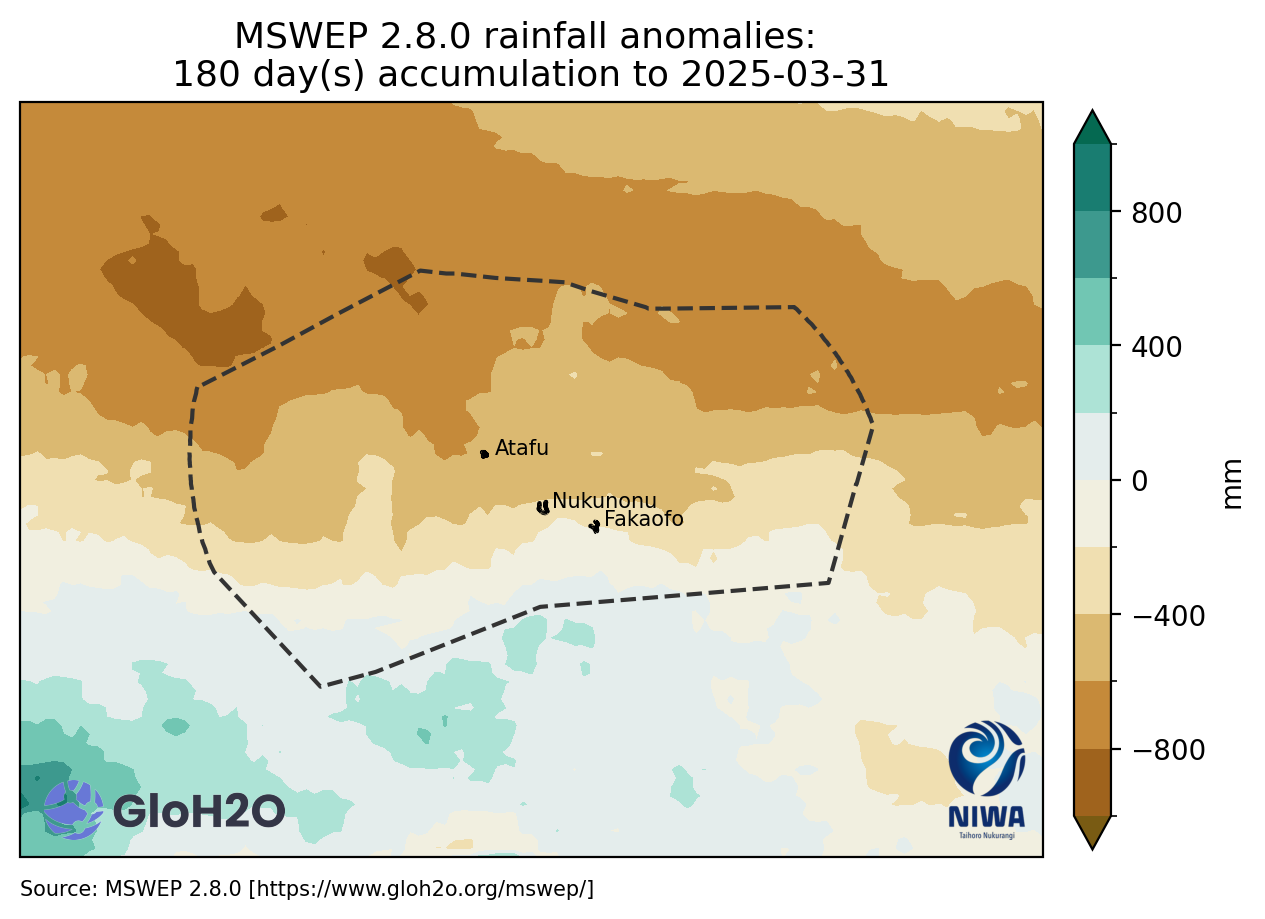 MSWEP 2.8.0 rainfall anomalies:
180 day(s) accumulation to 2025-03-31
800
400
0
−400
−800
mm
Atafu
Nukunonu
Fakaofo
GloH2O
NIWA
Taihoro Nukurangi
Source: MSWEP 2.8.0 [https://www.gloh2o.org/mswep/]